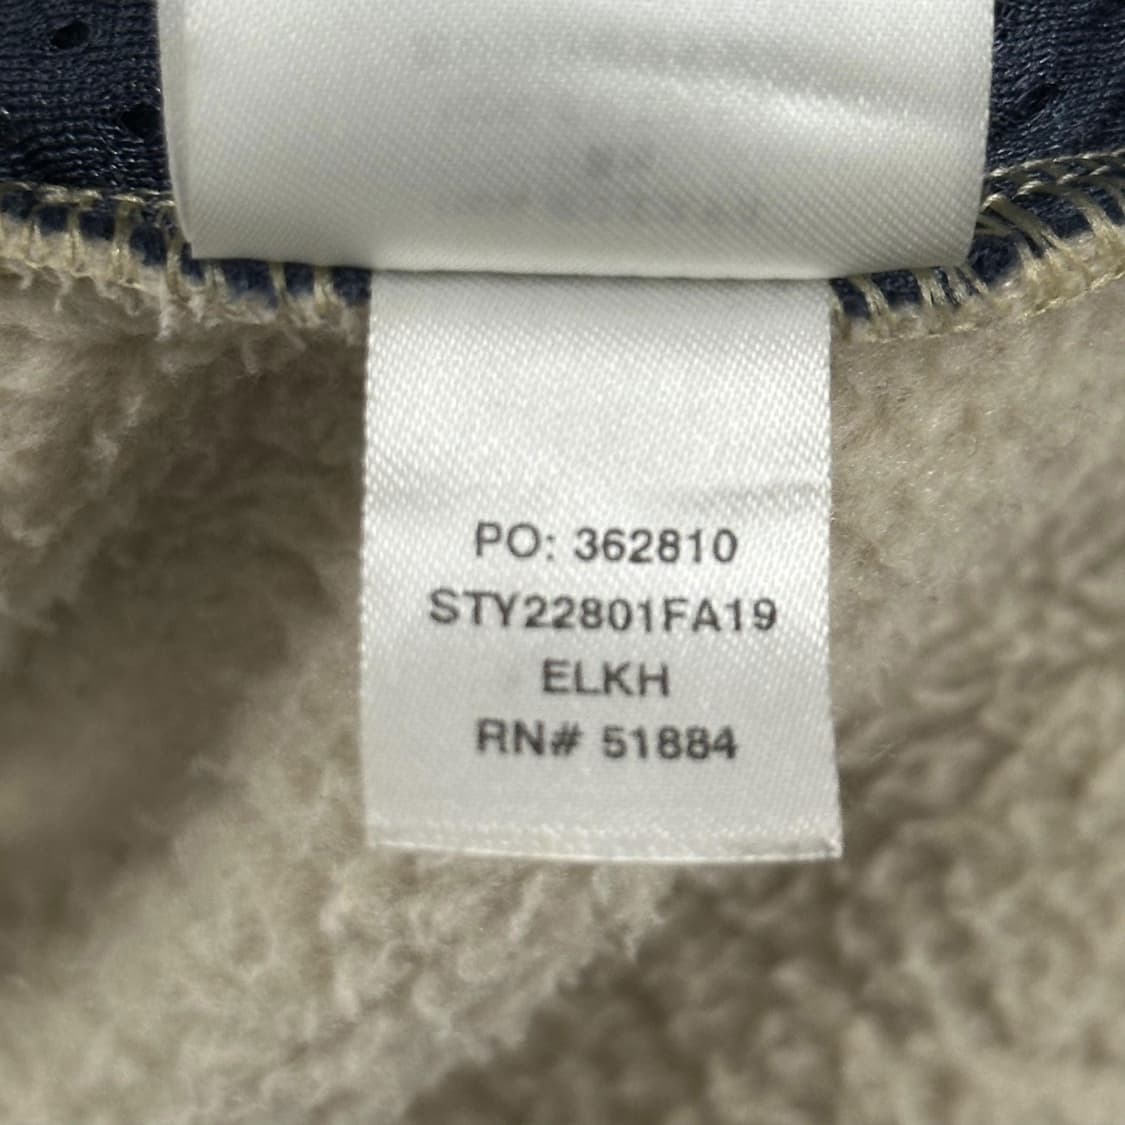 PO: 362810
STY22801FA19
ELKH
RN# 51884